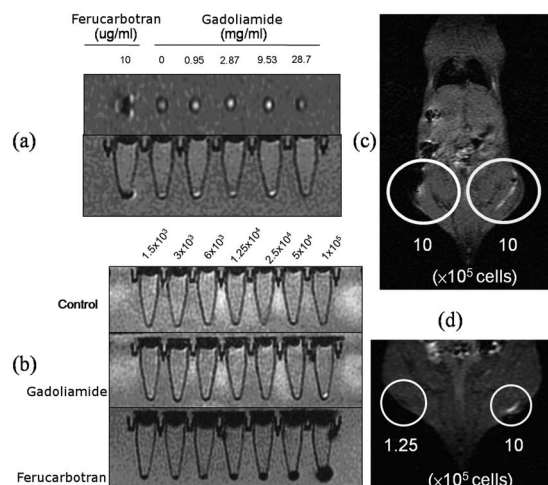 Ferucarbotran Gadoliamide
(ug/ml) (mg/ml)
10 0 0.95 2.87 9.53 28.7
(a)
(c)
10 10
(×10⁵ cells)
1.5x10³ 3x10³ 6x10³ 1.25x10⁴ 2.5x10⁴ 5x10⁴ 1x10⁵
Control
(b)
Gadoliamide
Ferucarbotran
(d)
1.25 10
(×10⁵ cells)